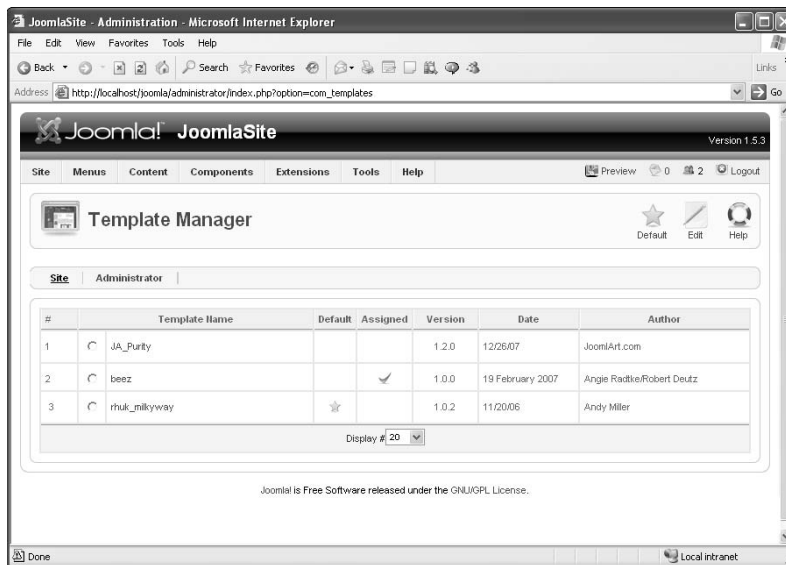 JoomlaSite - Administration - Microsoft Internet Explorer
File Edit View Favorites Tools Help
Back Search Favorites Links
Address http://localhost/joomla/administrator/index.php?option=com_templates Go
Joomla! JoomlaSite
Version 1.5.3
Site Menus Content Components Extensions Tools Help Preview 0 2 Logout
Template Manager
Default Edit Help
Site Administrator
# Template Name Default Assigned Version Date Author
1 JA_Purity 1.2.0 12/26/07 JoomlArt.com
2 beez 1.0.0 19 February 2007 Angie Radtke/Robert Deutz
3 rhuk_milkyway 1.0.2 11/20/06 Andy Miller
Display # 20
Joomla! is Free Software released under the GNU/GPL License.
Done Local intranet